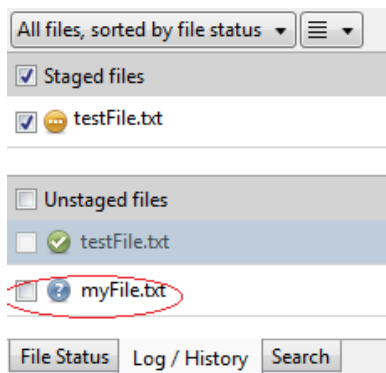 All files, sorted by file status
Staged files
testFile.txt
Unstaged files
testFile.txt
myFile.txt
File Status Log / History Search